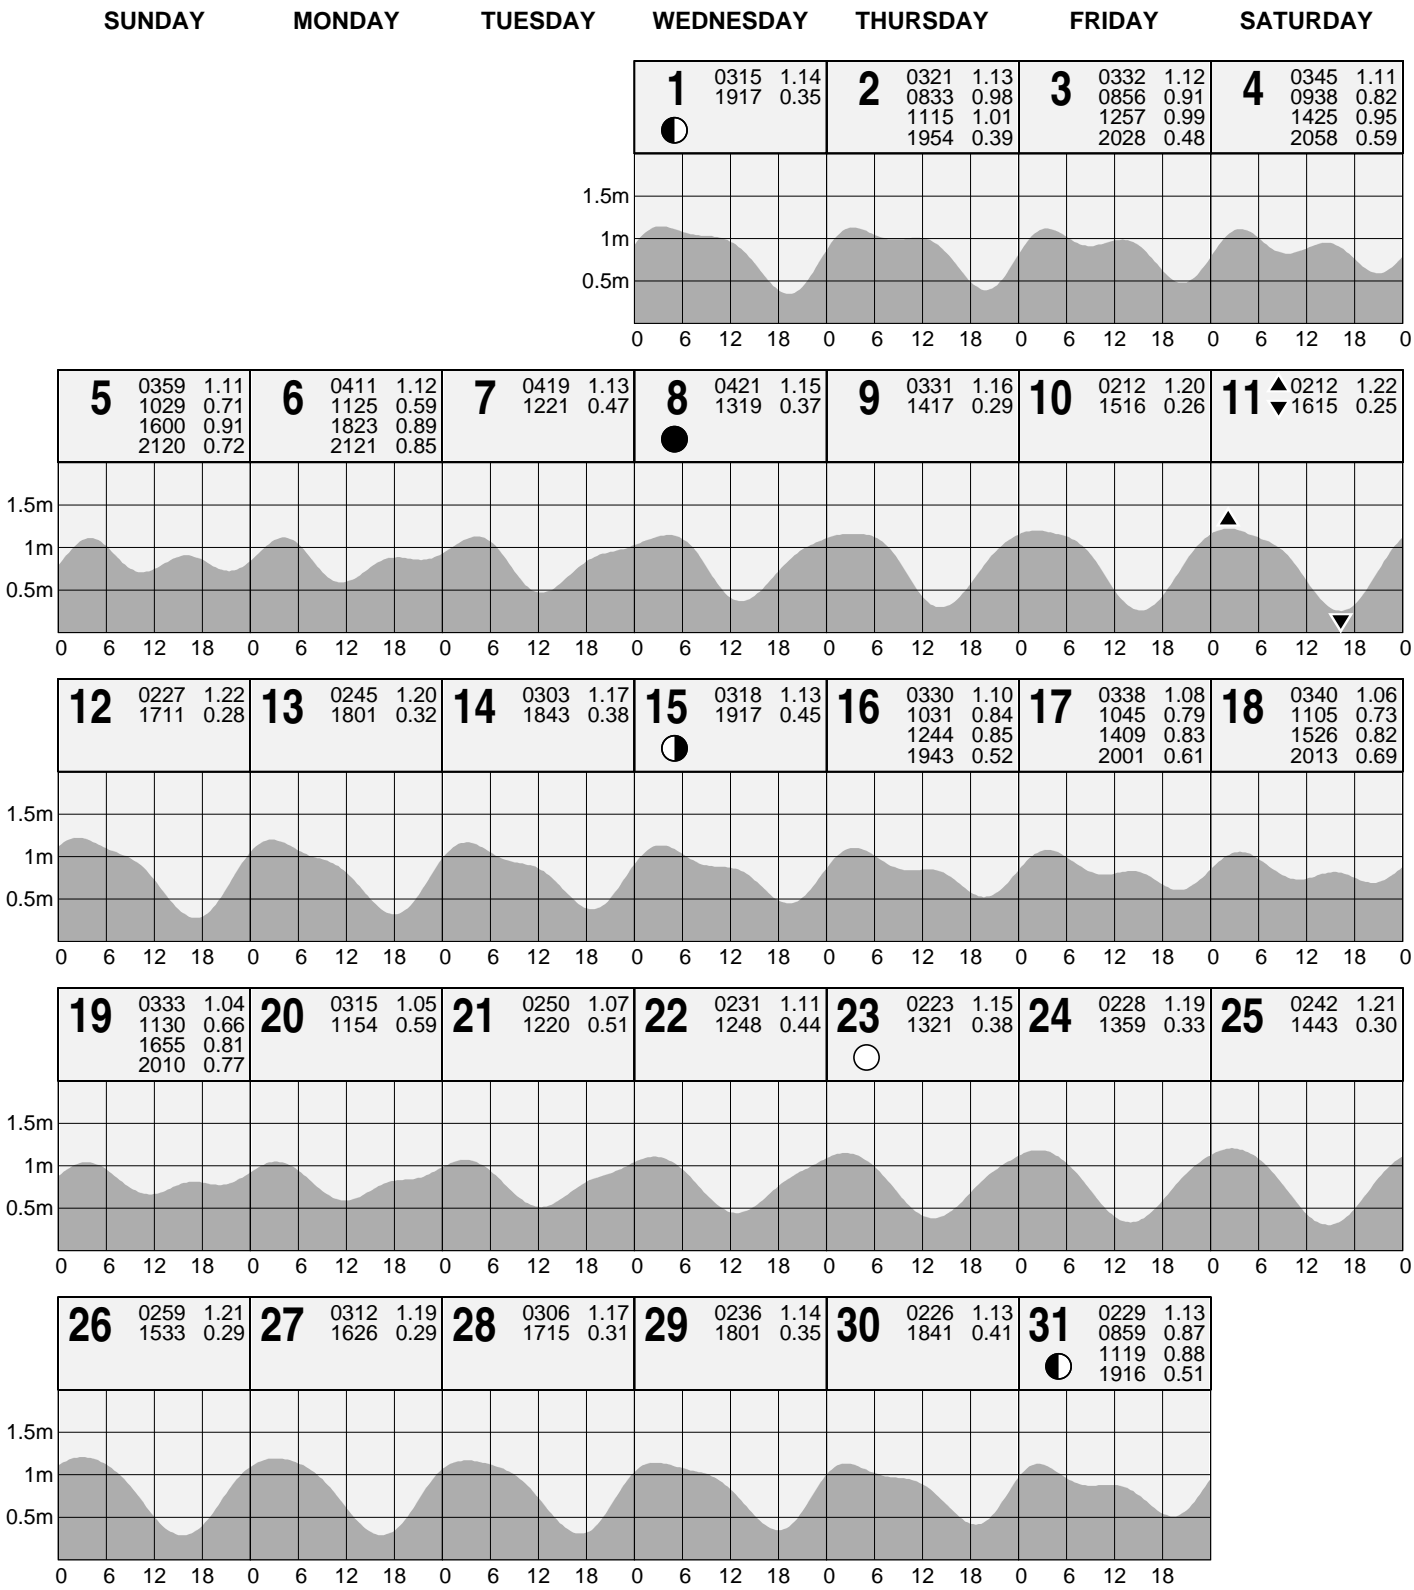 SUNDAY MONDAY TUESDAY WEDNESDAY THURSDAY FRIDAY SATURDAY
1 0315 1.14
1917 0.35
2 0321 1.13
0833 0.98
1115 1.01
1954 0.39
3 0332 1.12
0856 0.91
1257 0.99
2028 0.48
4 0345 1.11
0938 0.82
1425 0.95
2058 0.59
1.5m
1m
0.5m
0 6 12 18 0 6 12 18 0 6 12 18 0 6 12 18 0
5 0359 1.11
1029 0.71
1600 0.91
2120 0.72
6 0411 1.12
1125 0.59
1823 0.89
2121 0.85
7 0419 1.13
1221 0.47
8 0421 1.15
1319 0.37
9 0331 1.16
1417 0.29
10 0212 1.20
1516 0.26
11 0212 1.22
1615 0.25
1.5m
1m
0.5m
0 6 12 18 0 6 12 18 0 6 12 18 0 6 12 18 0 6 12 18 0 6 12 18 0 6 12 18 0
12 0227 1.22
1711 0.28
13 0245 1.20
1801 0.32
14 0303 1.17
1843 0.38
15 0318 1.13
1917 0.45
16 0330 1.10
1031 0.84
1244 0.85
1943 0.52
17 0338 1.08
1045 0.79
1409 0.83
2001 0.61
18 0340 1.06
1105 0.73
1526 0.82
2013 0.69
1.5m
1m
0.5m
0 6 12 18 0 6 12 18 0 6 12 18 0 6 12 18 0 6 12 18 0 6 12 18 0 6 12 18 0
19 0333 1.04
1130 0.66
1655 0.81
2010 0.77
20 0315 1.05
1154 0.59
21 0250 1.07
1220 0.51
22 0231 1.11
1248 0.44
23 0223 1.15
1321 0.38
24 0228 1.19
1359 0.33
25 0242 1.21
1443 0.30
1.5m
1m
0.5m
0 6 12 18 0 6 12 18 0 6 12 18 0 6 12 18 0 6 12 18 0 6 12 18 0 6 12 18 0
26 0259 1.21
1533 0.29
27 0312 1.19
1626 0.29
28 0306 1.17
1715 0.31
29 0236 1.14
1801 0.35
30 0226 1.13
1841 0.41
31 0229 1.13
0859 0.87
1119 0.88
1916 0.51
1.5m
1m
0.5m
0 6 12 18 0 6 12 18 0 6 12 18 0 6 12 18 0 6 12 18 0 6 12 18